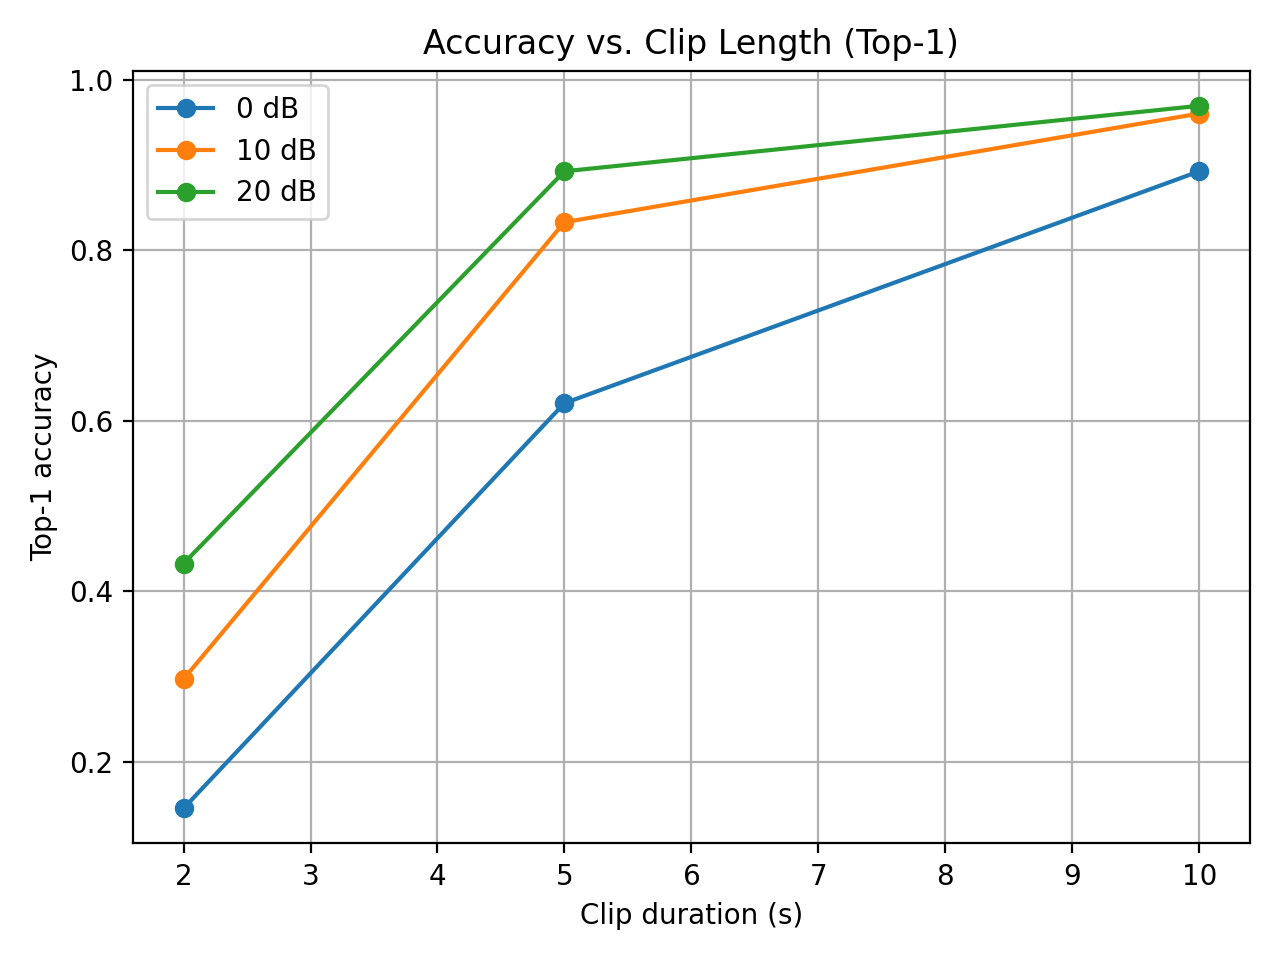 Accuracy vs. Clip Length (Top-1)
1.0
0.8
0.6
0.4
0.2
Top-1 accuracy
0 dB
10 dB
20 dB
2 3 4 5 6 7 8 9 10
Clip duration (s)